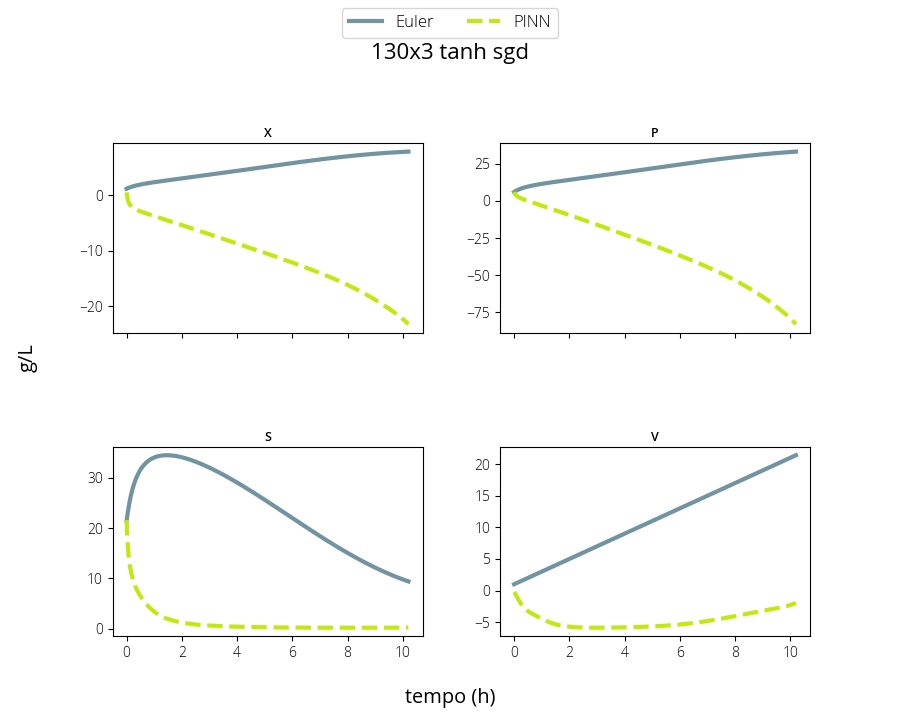 Euler PINN
130x3 tanh sgd
X P
0 −10 −20
25 0 −25 −50 −75
g/L
S V
30 20 10 0
20 15 10 5 0 −5
0 2 4 6 8 10 0 2 4 6 8 10
tempo (h)